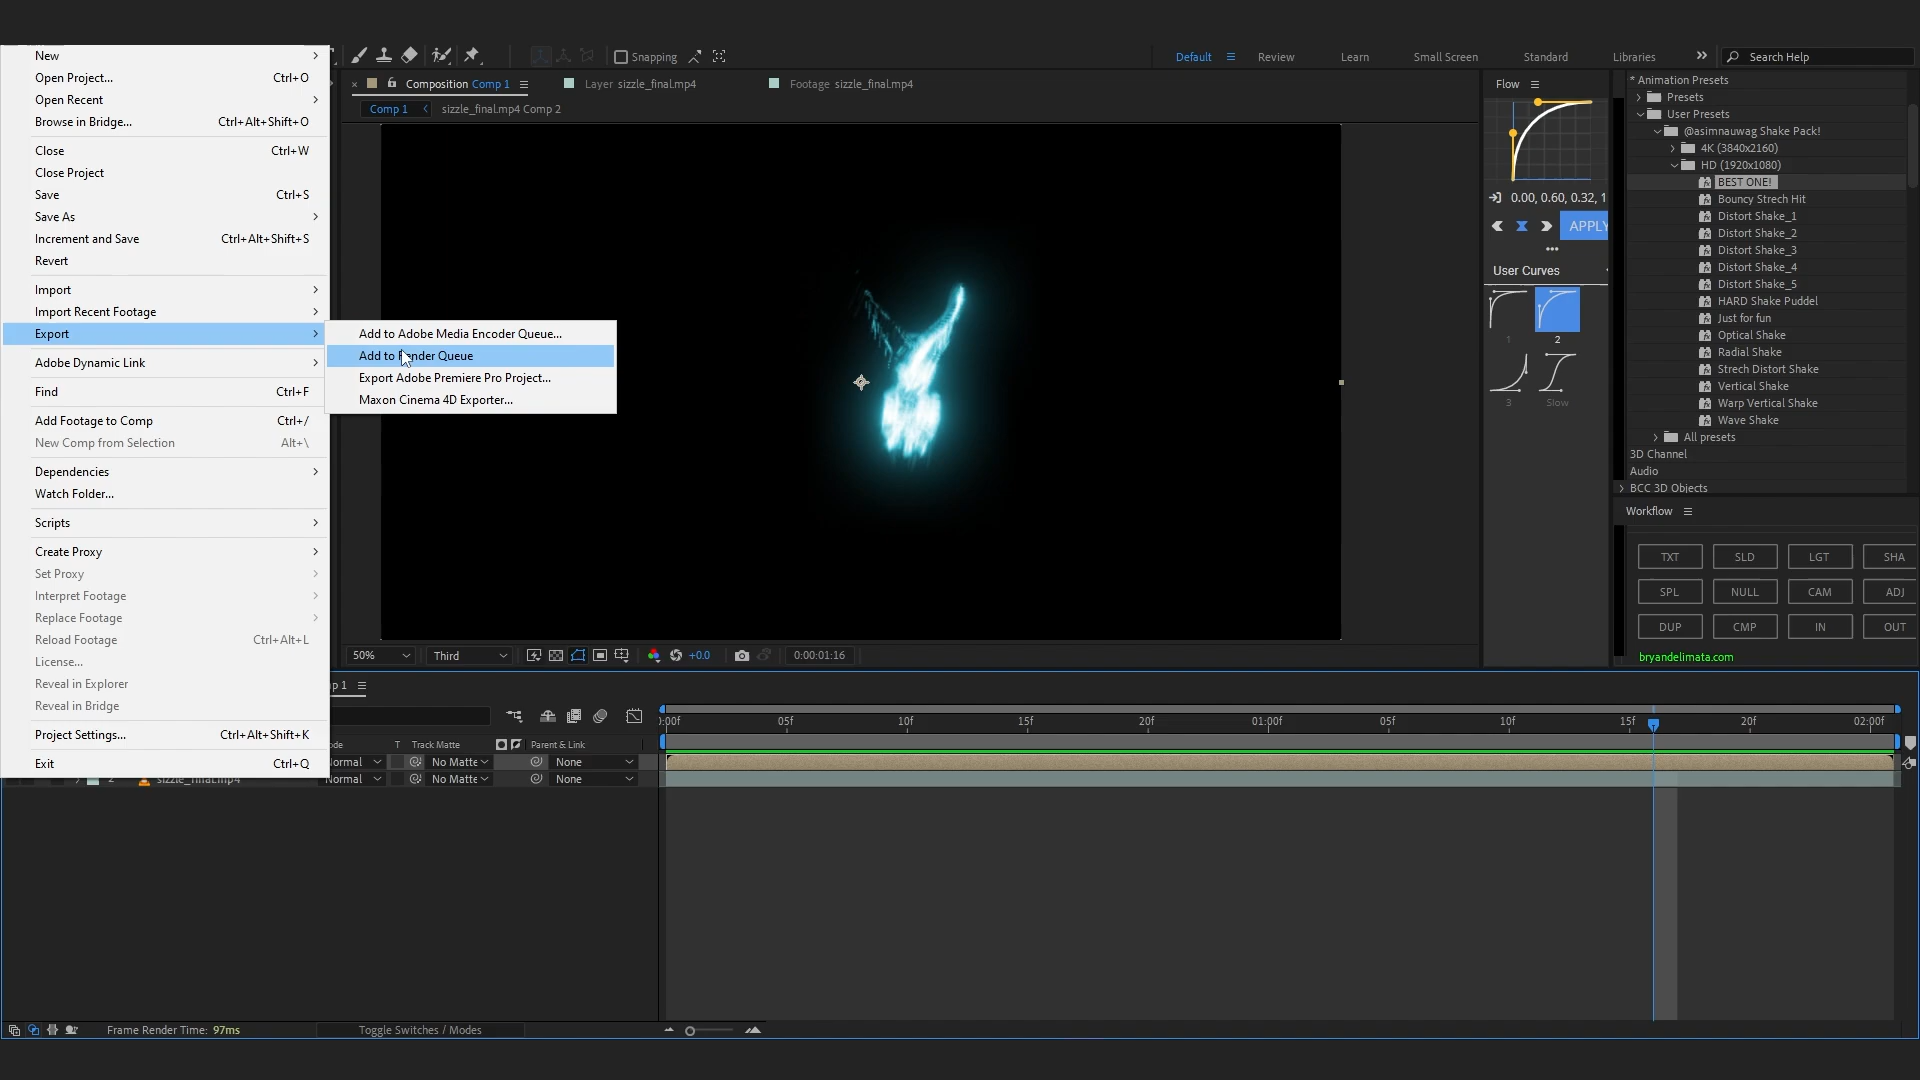 New
Open Project... Ctrl+O
Open Recent
Browse in Bridge... Ctrl+Alt+Shift+O
Close Ctrl+W
Close Project
Save Ctrl+S
Save As
Increment and Save Ctrl+Alt+Shift+S
Revert
Import
Import Recent Footage
Export
Adobe Dynamic Link
Find Ctrl+F
Add Footage to Comp Ctrl+/
New Comp from Selection Alt+\
Dependencies
Watch Folder...
Scripts
Create Proxy
Set Proxy
Interpret Footage
Replace Footage
Reload Footage Ctrl+Alt+L
License...
Reveal in Explorer
Reveal in Bridge
Project Settings... Ctrl+Alt+Shift+K
Exit Ctrl+Q
Add to Adobe Media Encoder Queue...
Add to Render Queue
Export Adobe Premiere Pro Project...
Maxon Cinema 4D Exporter...
Snapping
Default Review Learn Small Screen Standard Libraries
Search Help
Composition Comp 1
Layer sizzle_final.mp4
Footage sizzle_final.mp4
Comp 1 sizzle_final.mp4 Comp 2
50% Third +0.0 0:00:01:16
Flow
0.00, 0.60, 0.32, 1
APPLY
User Curves
1 2
3 Slow
* Animation Presets
Presets
User Presets
@asimnauwag Shake Pack!
4K (3840x2160)
HD (1920x1080)
BEST ONE!
Bouncy Strech Hit
Distort Shake_1
Distort Shake_2
Distort Shake_3
Distort Shake_4
Distort Shake_5
HARD Shake Puddel
Just for fun
Optical Shake
Radial Shake
Strech Distort Shake
Vertical Shake
Warp Vertical Shake
Wave Shake
All presets
3D Channel
Audio
BCC 3D Objects
Workflow
TXT SLD LGT SHA
SPL NULL CAM ADJ
DUP CMP IN OUT
bryandelimata.com
p 1
:00f 05f 10f 15f 20f 01:00f 05f 10f 15f 20f 02:00f
ode T Track Matte Parent & Link
Normal No Matte None
2 sizzle_final.mp4 Normal No Matte None
Frame Render Time: 97ms
Toggle Switches / Modes